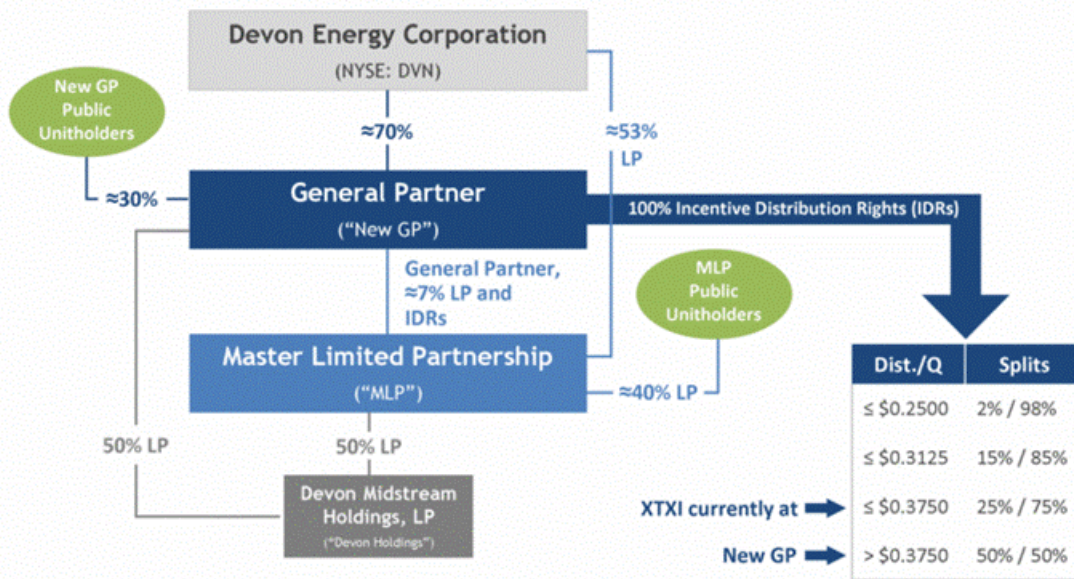 Devon Energy Corporation
(NYSE: DVN)
New GP
Public
Unitholders
≈70%
≈53%
LP
≈30%
General Partner
("New GP")
100% Incentive Distribution Rights (IDRs)
General Partner,
≈7% LP and
IDRs
MLP
Public
Unitholders
Master Limited Partnership
("MLP")
≈40% LP
50% LP
50% LP
Devon Midstream
Holdings, LP
("Devon Holdings")
Dist./Q Splits
≤ $0.2500 2% / 98%
≤ $0.3125 15% / 85%
XTXI currently at ≤ $0.3750 25% / 75%
New GP > $0.3750 50% / 50%